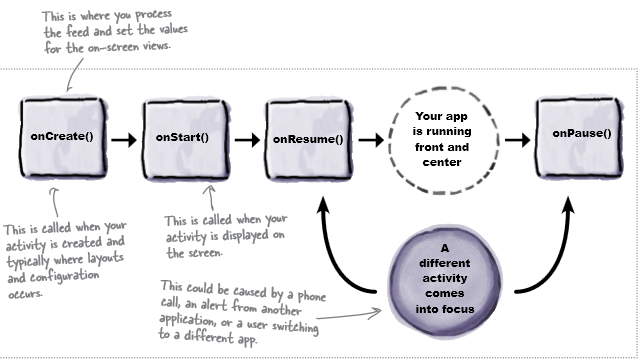 This is where you process
the feed and set the values
for the on-screen views.
onCreate()
onStart()
onResume()
Your app
is running
front and
center
onPause()
This is called when your
activity is created and
typically where layouts
and configuration
occurs.
This is called when your
activity is displayed on
the screen.
This could be caused by a phone
call, an alert from another
application, or a user switching
to a different app.
A
different
activity
comes
into focus